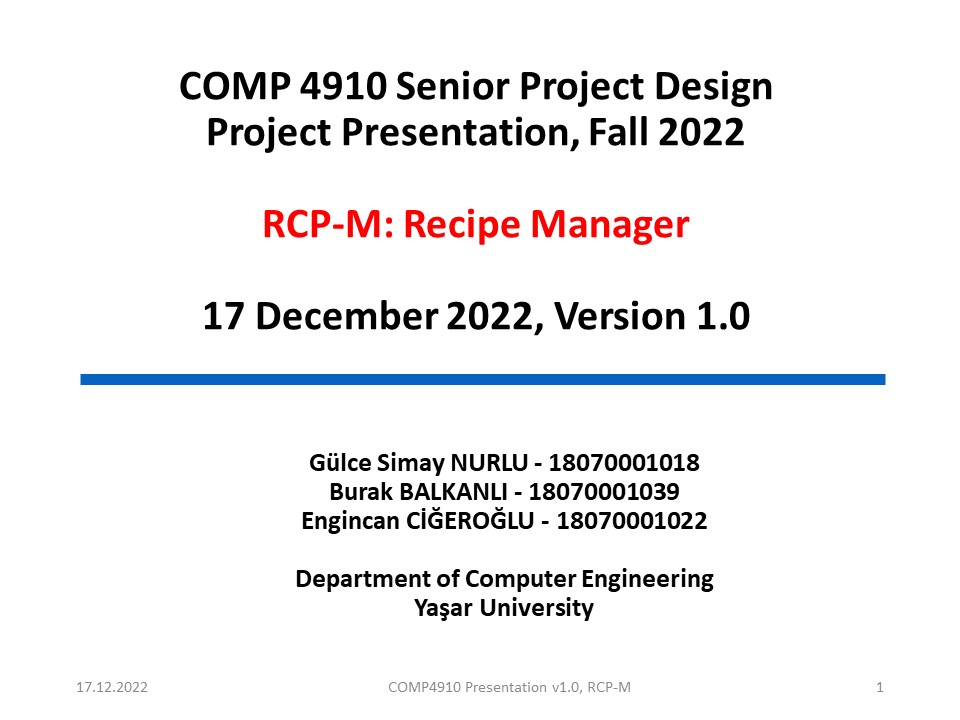 COMP 4910 Senior Project Design
Project Presentation, Fall 2022
RCP-M: Recipe Manager
17 December 2022, Version 1.0
Gülce Simay NURLU - 18070001018
Burak BALKANLI - 18070001039
Engincan CİĞEROĞLU - 18070001022
Department of Computer Engineering
Yaşar University
17.12.2022
COMP4910 Presentation v1.0, RCP-M
1